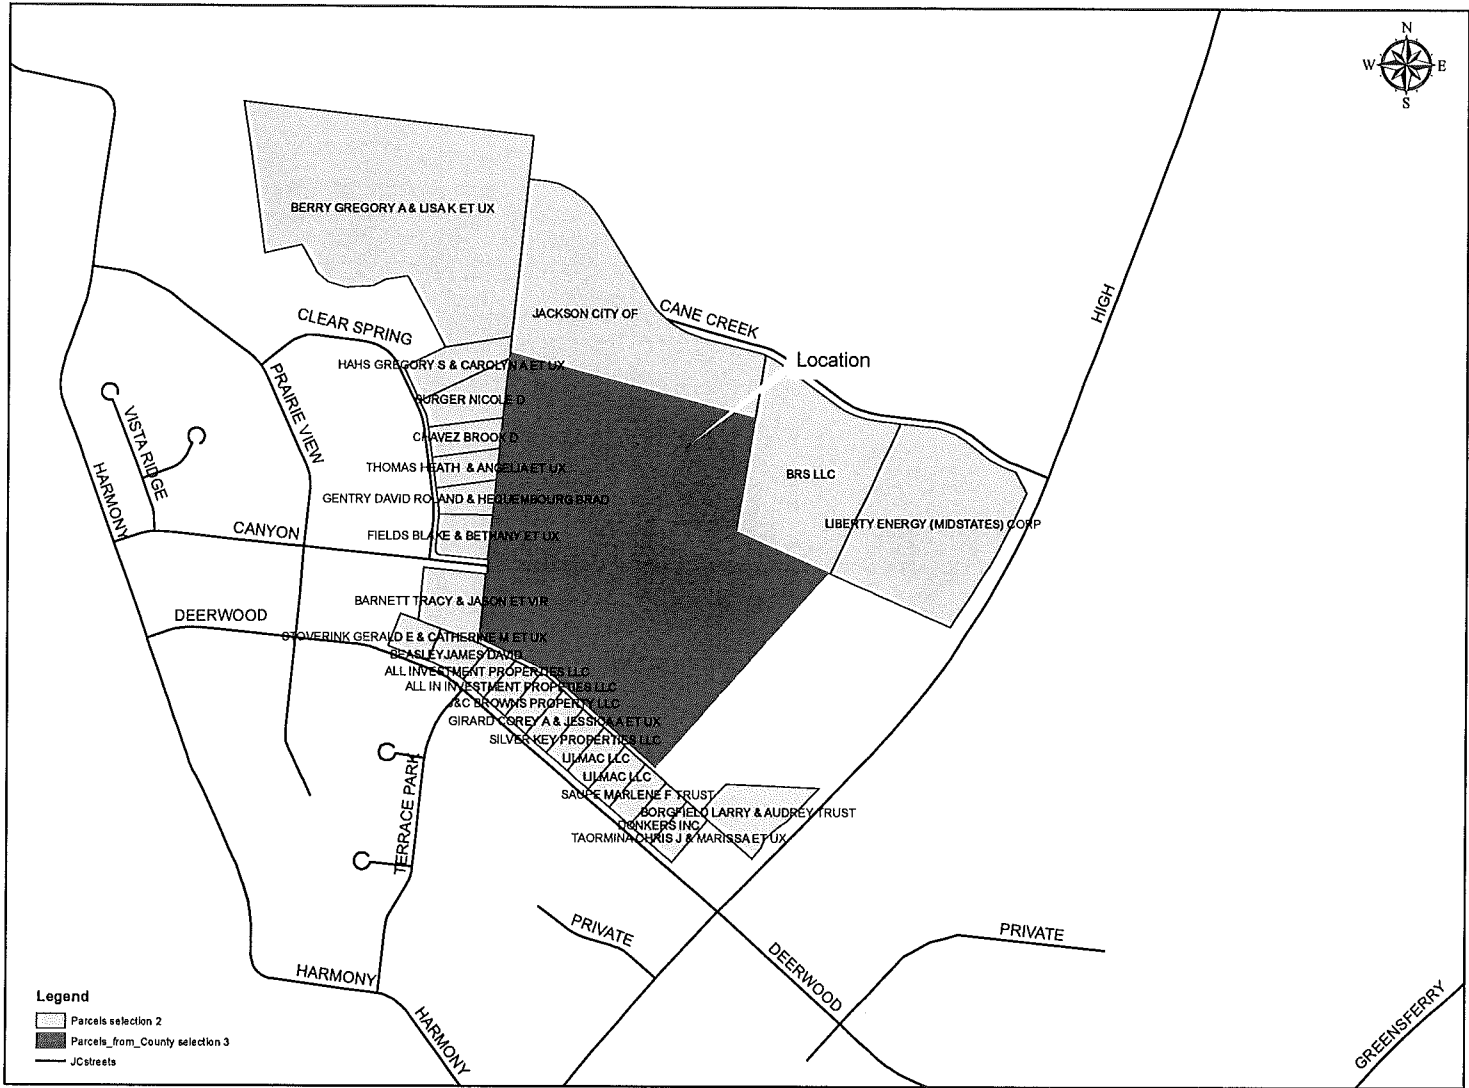 N
W E
S
BERRY GREGORY A & LISA K ET UX
HIGH
CLEAR SPRING
JACKSON CITY OF
CANE CREEK
Location
HAHS GREGORY S & CAROLYN A ET UX
PRAIRIE VIEW
BURGER NICOLE D
VISTA RIDGE
CHAVEZ BROOK D
THOMAS HEATH & ANGELIA ET UX
BRS LLC
HARMONY
GENTRY DAVID ROLAND & HEQUEMBOURG BRAD
LIBERTY ENERGY (MIDSTATES) CORP
CANYON
FIELDS BLAKE & BETHANY ET UX
BARNETT TRACY & JASON ET VIR
DEERWOOD
STOVERINK GERALD E & CATHERINE M ET UX
BEASLEY JAMES DAVID
ALL INVESTMENT PROPERTIES LLC
ALL IN INVESTMENT PROPETIES LLC
J&C BROWNS PROPERTY LLC
GIRARD COREY A & JESSICA A ET UX
SILVER KEY PROPERTIES LLC
LILMAC LLC
LILMAC LLC
SAUPE MARLENE F TRUST
BORGFIELD LARRY & AUDREY TRUST
DONKERS INC
TAORMINA CHRIS J & MARISSA ET UX
TERRACE PARK
PRIVATE
PRIVATE
DEERWOOD
HARMONY
HARMONY
GREENSFERRY
Legend
Parcels selection 2
Parcels_from_County selection 3
JCstreets